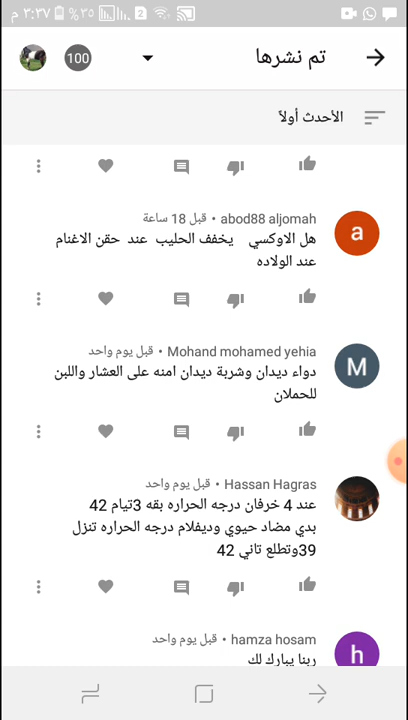 ٣:٣٧ م ٣٥٪ 2
تم نشرها 100
الأحدث أولاً
abod88 aljomah • قبل 18 ساعة
هل الاوكسي يخفف الحليب عند حقن الاغنام
عند الولاده
Mohand mohamed yehia • قبل يوم واحد
دواء ديدان وشربة ديدان امنه على العشار واللبن
للحملان
Hassan Hagras • قبل يوم واحد
عند 4 خرفان درجه الحراره بقه 3تيام 42
بدي مضاد حيوي وديفلام درجه الحراره تنزل
39وتطلع تاني 42
hamza hosam • قبل يوم واحد
ربنا يبارك لك